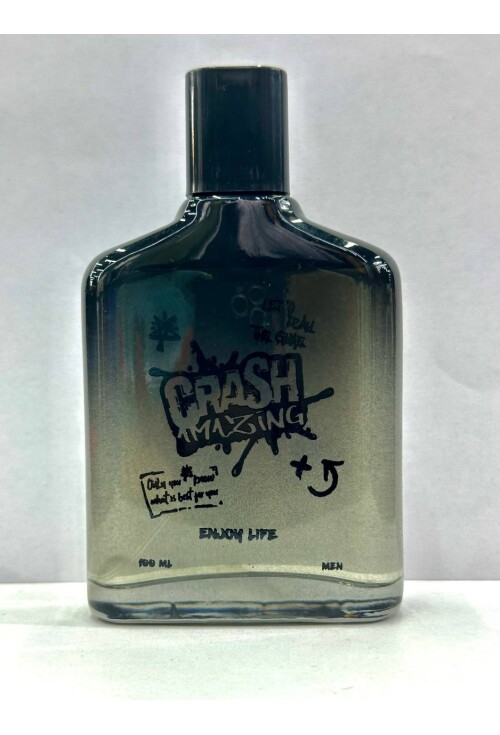 CRASH
AMAZING
Only you know
what is best for you
ENJOY LIFE
100 ML
MEN